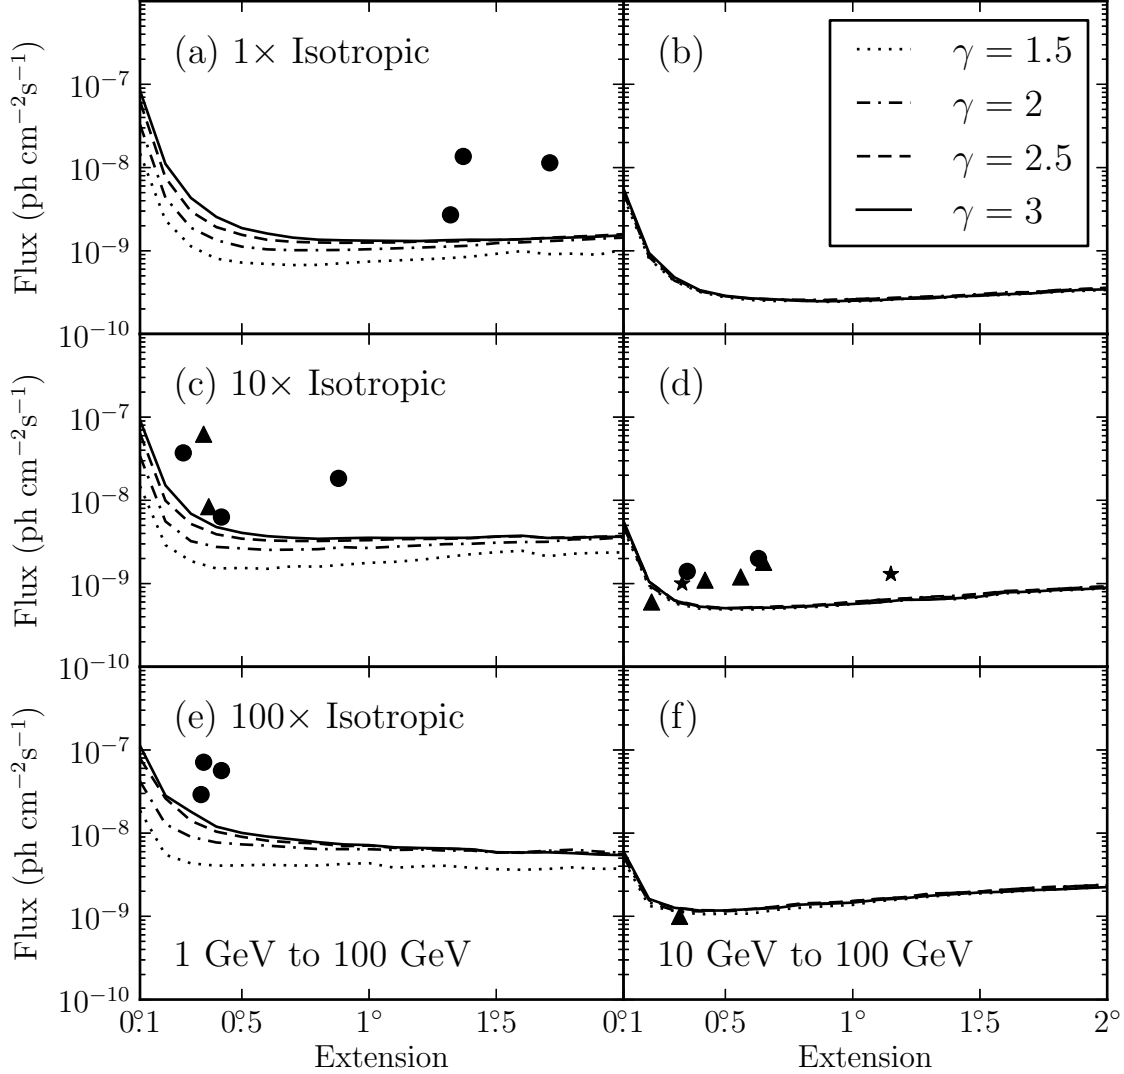 (a) 1× Isotropic
(b)
γ = 1.5
γ = 2
γ = 2.5
γ = 3
Flux (ph cm⁻²s⁻¹)
10⁻⁷
10⁻⁸
10⁻⁹
10⁻¹⁰
(c) 10× Isotropic
(d)
Flux (ph cm⁻²s⁻¹)
10⁻⁷
10⁻⁸
10⁻⁹
10⁻¹⁰
(e) 100× Isotropic
(f)
Flux (ph cm⁻²s⁻¹)
10⁻⁷
10⁻⁸
10⁻⁹
10⁻¹⁰
1 GeV to 100 GeV
10 GeV to 100 GeV
0°.1 0°.5 1° 1°.5 0°.1 0°.5 1° 1°.5 2°
Extension
Extension